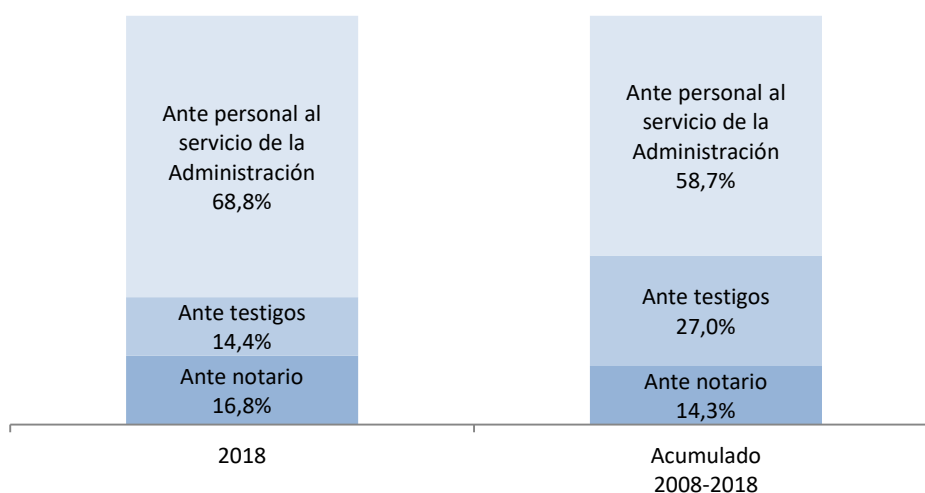 Ante personal al
servicio de la
Administración
68,8%
Ante testigos
14,4%
Ante notario
16,8%
Ante personal al
servicio de la
Administración
58,7%
Ante testigos
27,0%
Ante notario
14,3%
2018
Acumulado
2008-2018